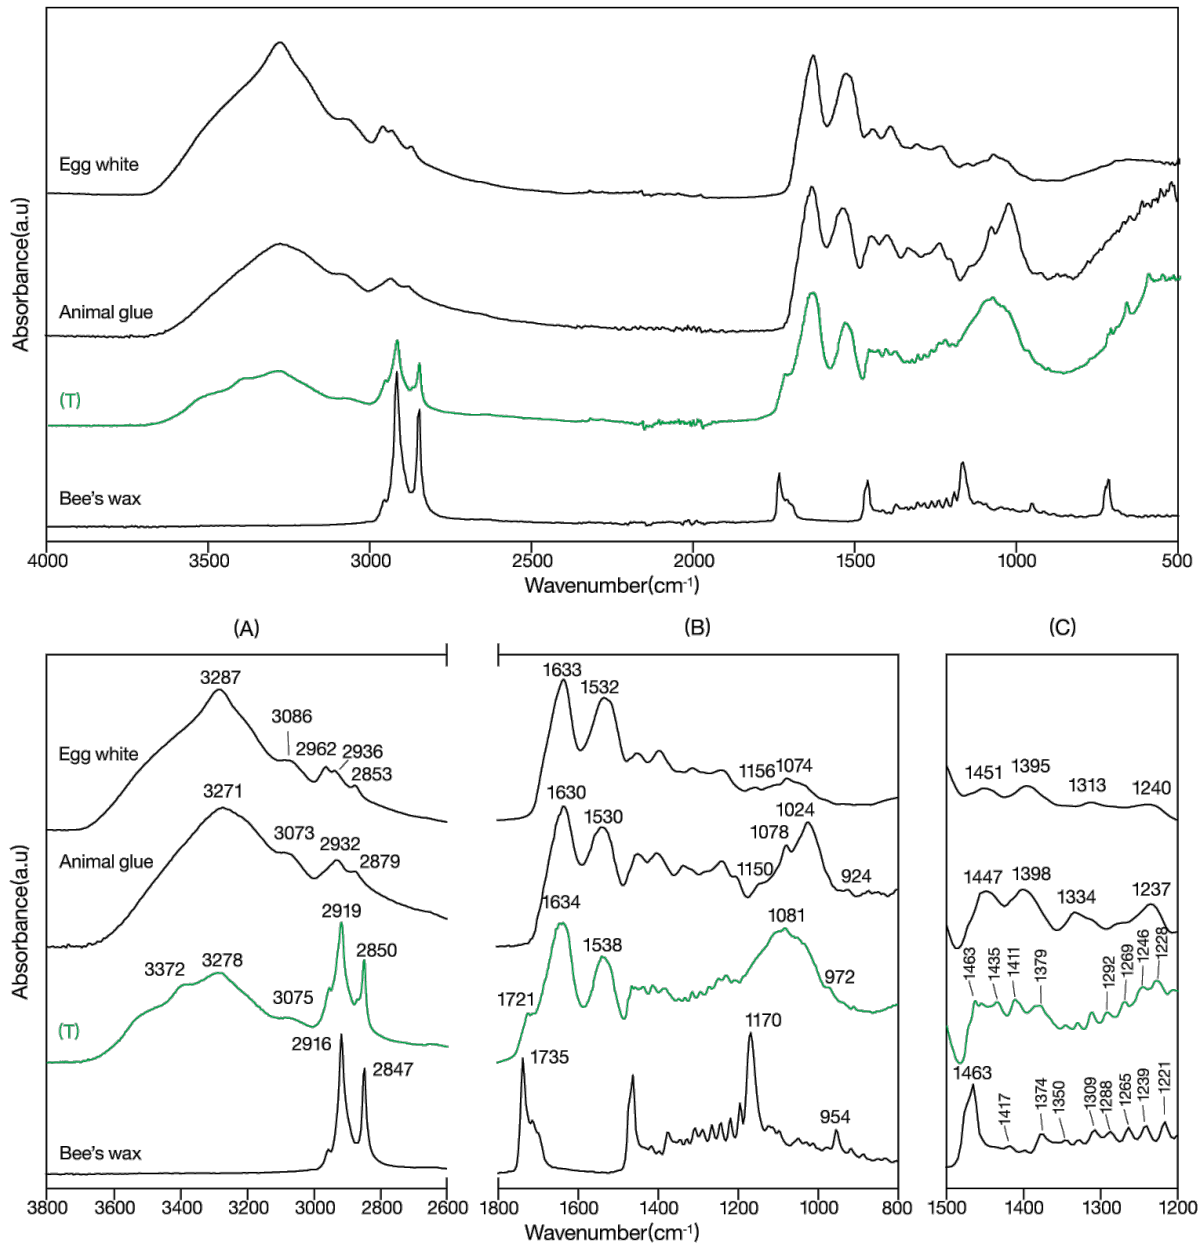 Absorbance(a.u)
Egg white
Animal glue
(T)
Bee's wax
4000 3500 3000 2500 2000 1500 1000 500
Wavenumber(cm-1)
(A) (B) (C)
Absorbance(a.u)
3287
3086
2962 2936
2853
Egg white
3271
3073 2932
2879
Animal glue
2919
2850
3372 3278
3075
(T)
2916
2847
Bee's wax
3800 3600 3400 3200 3000 2800 2600
1633
1532
1156 1074
1630
1530
1024
1078
1150
924
1634
1538
1081
972
1721
1735
1170
954
1800 1600 1400 1200 1000 800
Wavenumber(cm-1)
1451 1395 1313 1240
1447 1398 1334 1237
1463 1435 1411 1379 1292 1269 1246 1228
1463
1417 1374 1350 1309 1288 1265 1239 1221
1500 1400 1300 1200